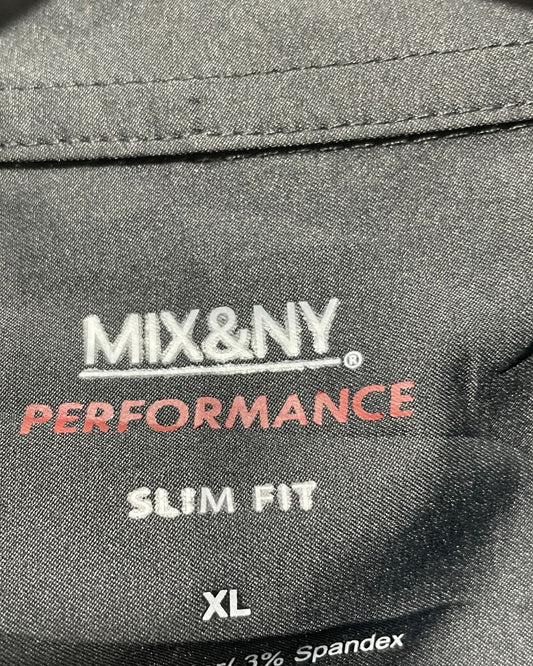 MIX&NY®
PERFORMANCE
SLIM FIT
XL
3% Spandex